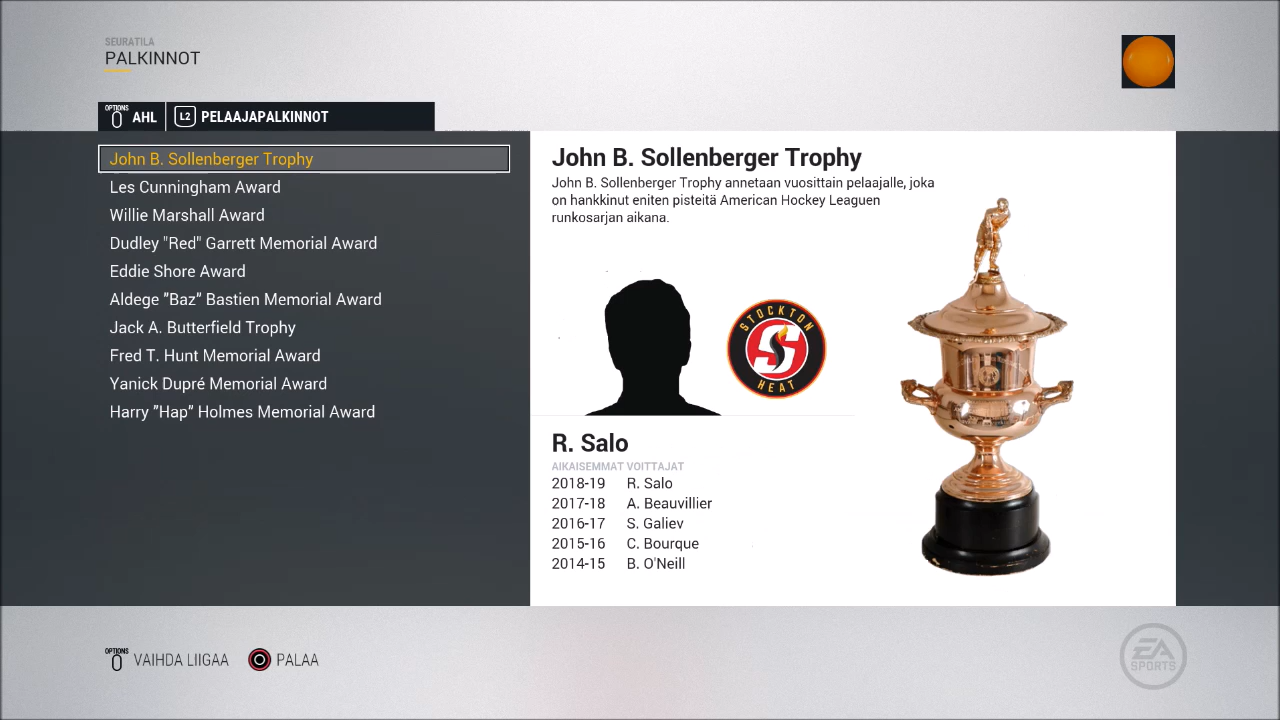 SEURATILA
PALKINNOT
OPTIONS AHL L2 PELAAJAPALKINNOT
John B. Sollenberger Trophy
Les Cunningham Award
Willie Marshall Award
Dudley "Red" Garrett Memorial Award
Eddie Shore Award
Aldege "Baz" Bastien Memorial Award
Jack A. Butterfield Trophy
Fred T. Hunt Memorial Award
Yanick Dupré Memorial Award
Harry "Hap" Holmes Memorial Award
John B. Sollenberger Trophy
John B. Sollenberger Trophy annetaan vuosittain pelaajalle, joka
on hankkinut eniten pisteitä American Hockey Leaguen
runkosarjan aikana.
STOCKTON
S
HEAT
R. Salo
AIKAISEMMAT VOITTAJAT
2018-19 R. Salo
2017-18 A. Beauvillier
2016-17 S. Galiev
2015-16 C. Bourque
2014-15 B. O'Neill
OPTIONS VAIHDA LIIGAA PALAA
EA
SPORTS